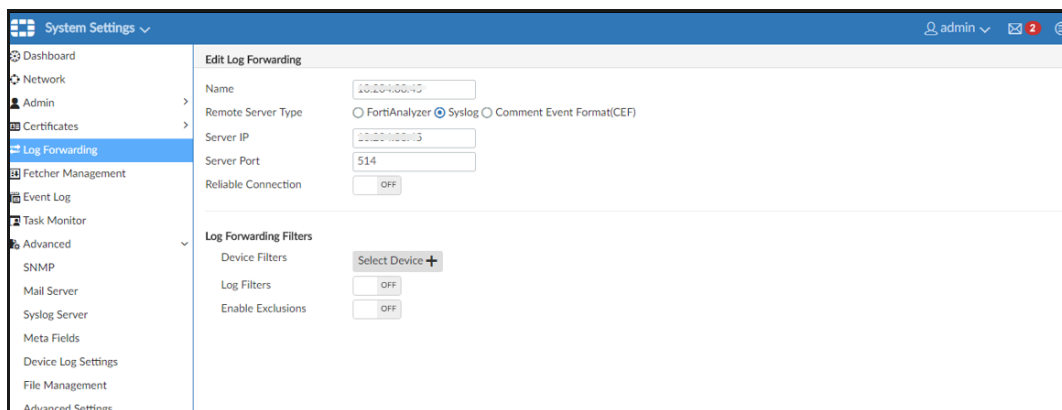 System Settings
admin
2
Dashboard
Network
Admin
Certificates
Log Forwarding
Fetcher Management
Event Log
Task Monitor
Advanced
SNMP
Mail Server
Syslog Server
Meta Fields
Device Log Settings
File Management
Advanced Settings
Edit Log Forwarding
Name
Remote Server Type FortiAnalyzer Syslog Comment Event Format(CEF)
Server IP
Server Port 514
Reliable Connection OFF
Log Forwarding Filters
Device Filters Select Device +
Log Filters OFF
Enable Exclusions OFF